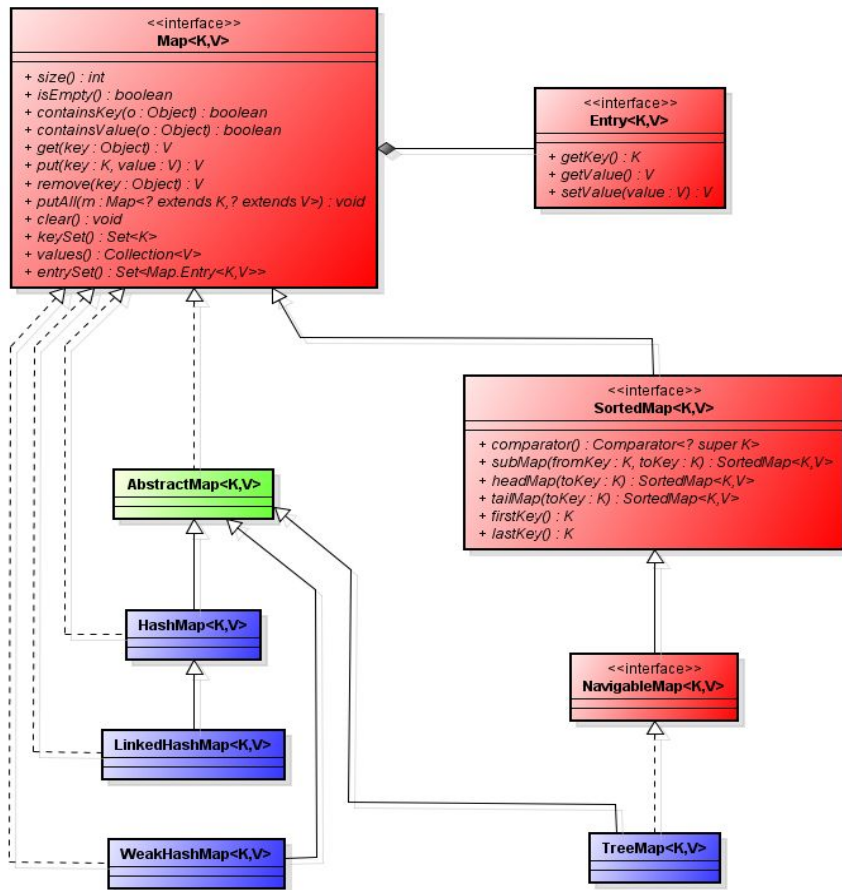 <<interface>>
Map<K,V>
+ size() : int
+ isEmpty() : boolean
+ containsKey(o : Object) : boolean
+ containsValue(o : Object) : boolean
+ get(key : Object) : V
+ put(key : K, value : V) : V
+ remove(key : Object) : V
+ putAll(m : Map<? extends K,? extends V>) : void
+ clear() : void
+ keySet() : Set<K>
+ values() : Collection<V>
+ entrySet() : Set<Map.Entry<K,V>>
<<interface>>
Entry<K,V>
+ getKey() : K
+ getValue() : V
+ setValue(value : V) : V
<<interface>>
SortedMap<K,V>
+ comparator() : Comparator<? super K>
+ subMap(fromKey : K, toKey : K) : SortedMap<K,V>
+ headMap(toKey : K) : SortedMap<K,V>
+ tailMap(toKey : K) : SortedMap<K,V>
+ firstKey() : K
+ lastKey() : K
AbstractMap<K,V>
HashMap<K,V>
<<interface>>
NavigableMap<K,V>
LinkedHashMap<K,V>
WeakHashMap<K,V>
TreeMap<K,V>